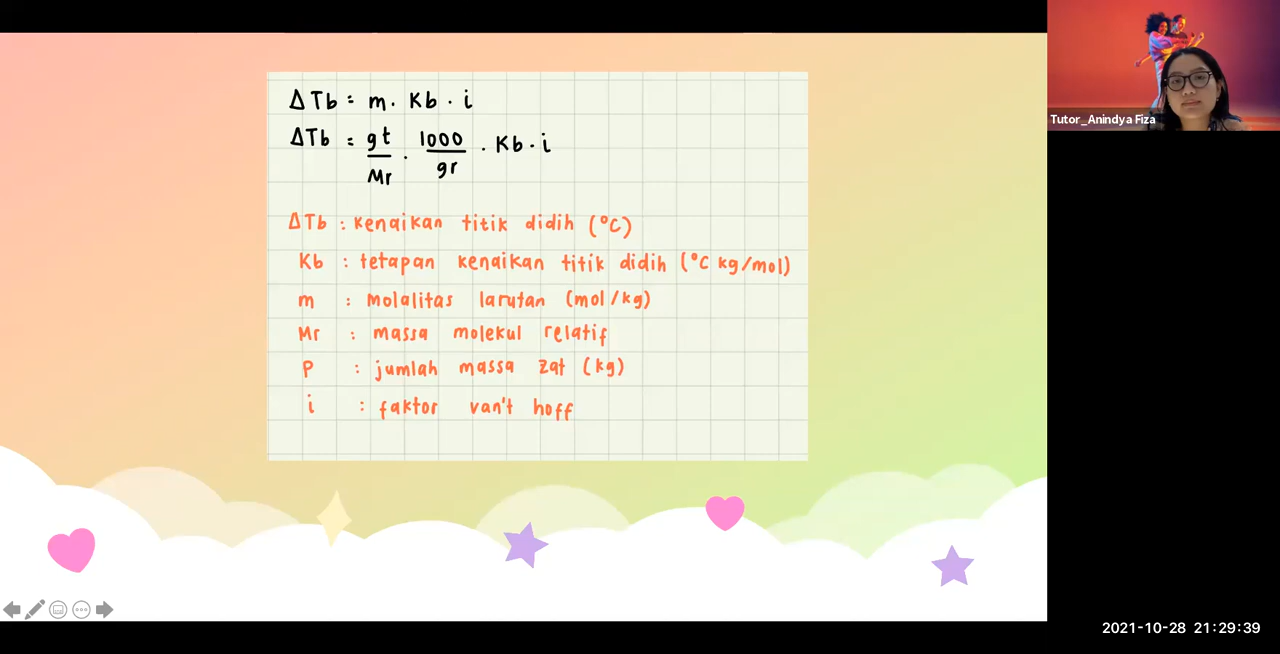 ΔTb = m. Kb . i
ΔTb = gt/Mr . 1000/gr . Kb . i
ΔTb : kenaikan titik didih (°C)
Kb : tetapan kenaikan titik didih (°C kg/mol)
m : molalitas larutan (mol/kg)
Mr : massa molekul relatif
P : jumlah massa zat (kg)
i : faktor van't hoff
Tutor_Anindya Fiza
2021-10-28 21:29:39